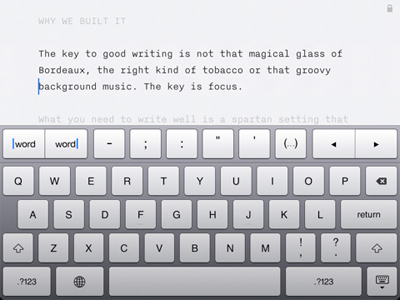 WHY WE BUILT IT
The key to good writing is not that magical glass of
Bordeaux, the right kind of tobacco or that groovy
background music. The key is focus.
What you need to write well is a spartan setting that
word word - ; : " ' (...) ◄ ►
Q W E R T Y U I O P
A S D F G H J K L return
Z X C V B N M ! , ? .
.?123 .?123